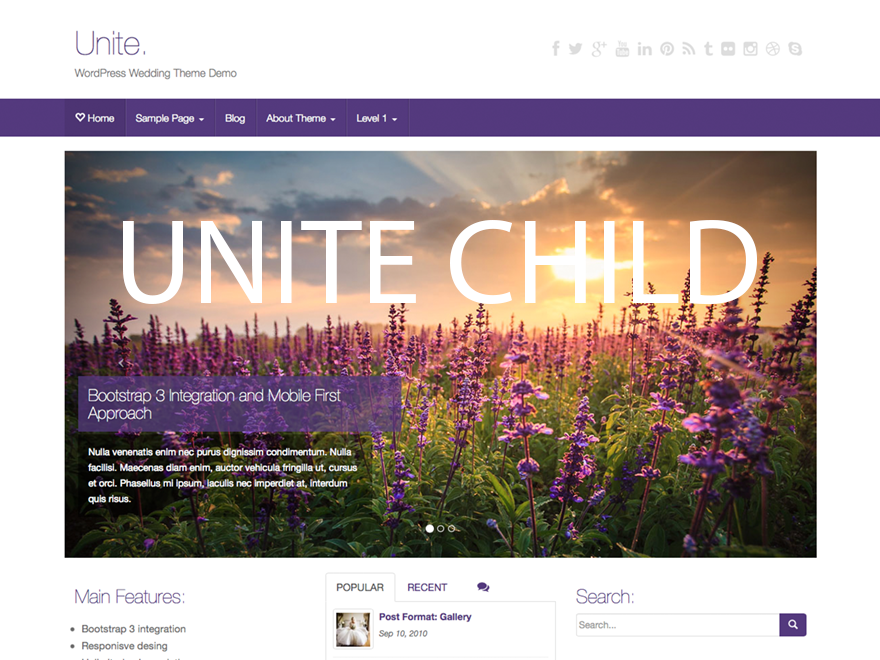 Unite.
WordPress Wedding Theme Demo
Home Sample Page Blog About Theme Level 1
UNITE CHILD
Bootstrap 3 Integration and Mobile First
Approach
Nulla venenatis enim nec purus dignissim condimentum. Nulla
facilisi. Maecenas diam enim, auctor vehicula fringilla ut, cursus
et orci. Phasellus mi ipsum, iaculis nec imperdiet at, interdum
quis risus.
Main Features:
Bootstrap 3 integration
Responisve desing
POPULAR RECENT
Post Format: Gallery
Sep 10, 2010
Search:
Search...